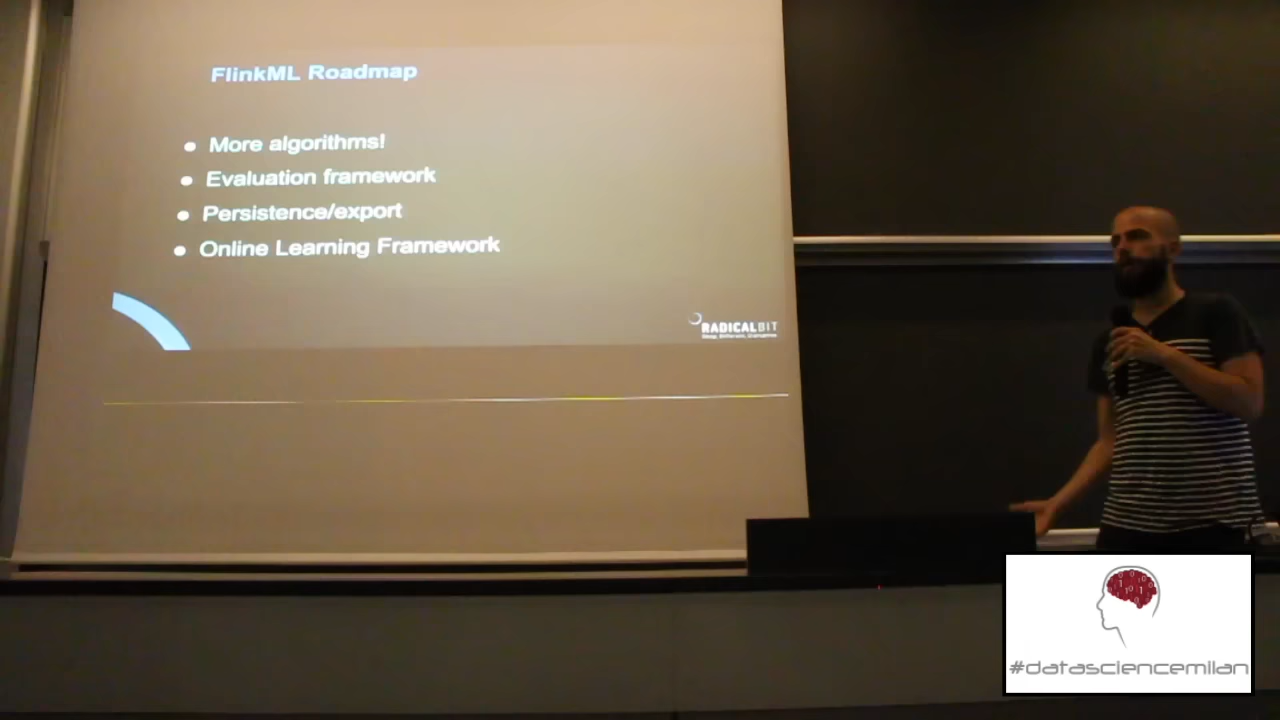 FlinkML Roadmap
● More algorithms!
● Evaluation framework
● Persistence/export
● Online Learning Framework
RADICALBIT
#datasciencemilan